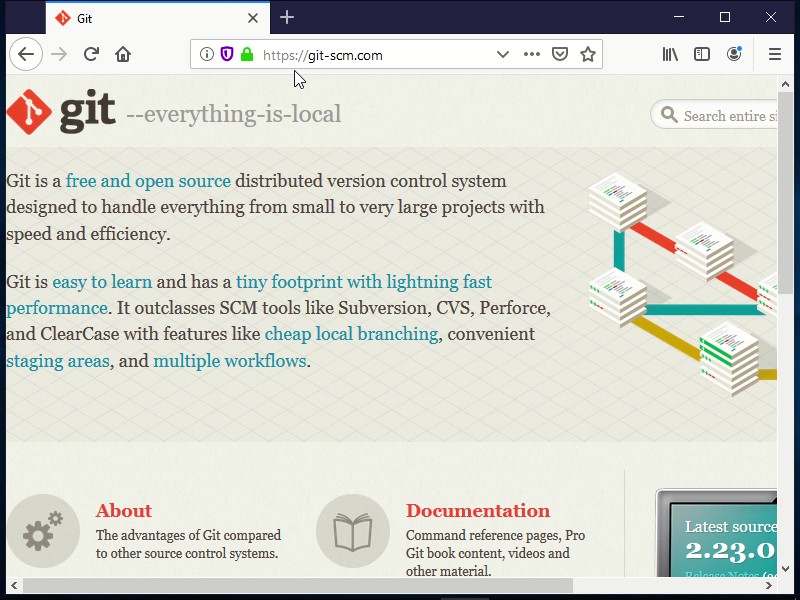 Git
https://git-scm.com
git --everything-is-local
Search entire si
Git is a free and open source distributed version control system
designed to handle everything from small to very large projects with
speed and efficiency.
Git is easy to learn and has a tiny footprint with lightning fast
performance. It outclasses SCM tools like Subversion, CVS, Perforce,
and ClearCase with features like cheap local branching, convenient
staging areas, and multiple workflows.
About
The advantages of Git compared
to other source control systems.
Documentation
Command reference pages, Pro
Git book content, videos and
other material.
Latest source
2.23.0
Release Notes